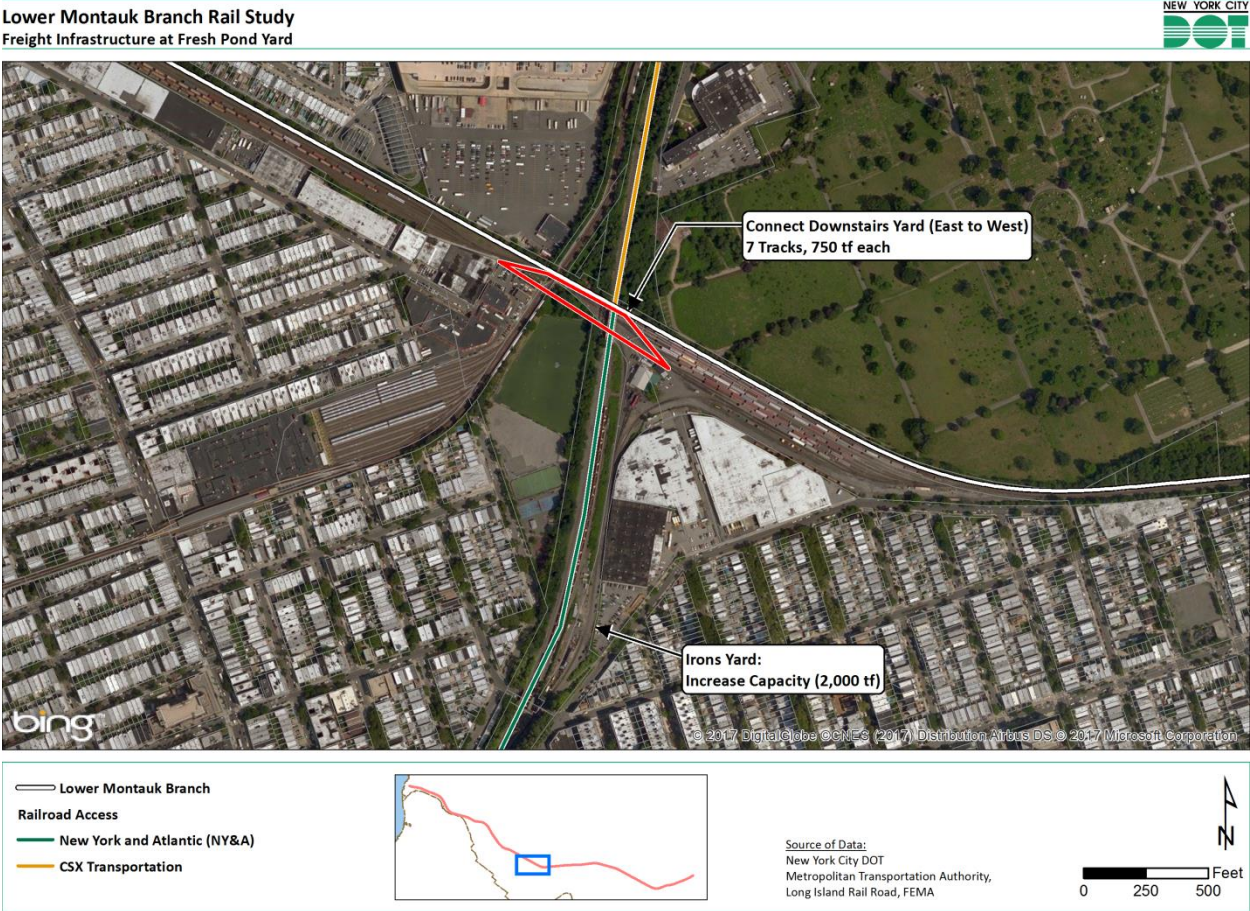 Lower Montauk Branch Rail Study
Freight Infrastructure at Fresh Pond Yard
NEW YORK CITY
DOT
Connect Downstairs Yard (East to West)
7 Tracks, 750 tf each
Irons Yard:
Increase Capacity (2,000 tf)
bing
© 2017 DigitalGlobe ©CNES (2017) Distribution Airbus DS © 2017 Microsoft Corporation
Lower Montauk Branch
Railroad Access
New York and Atlantic (NY&A)
CSX Transportation
Source of Data:
New York City DOT
Metropolitan Transportation Authority,
Long Island Rail Road, FEMA
N
Feet
0 250 500